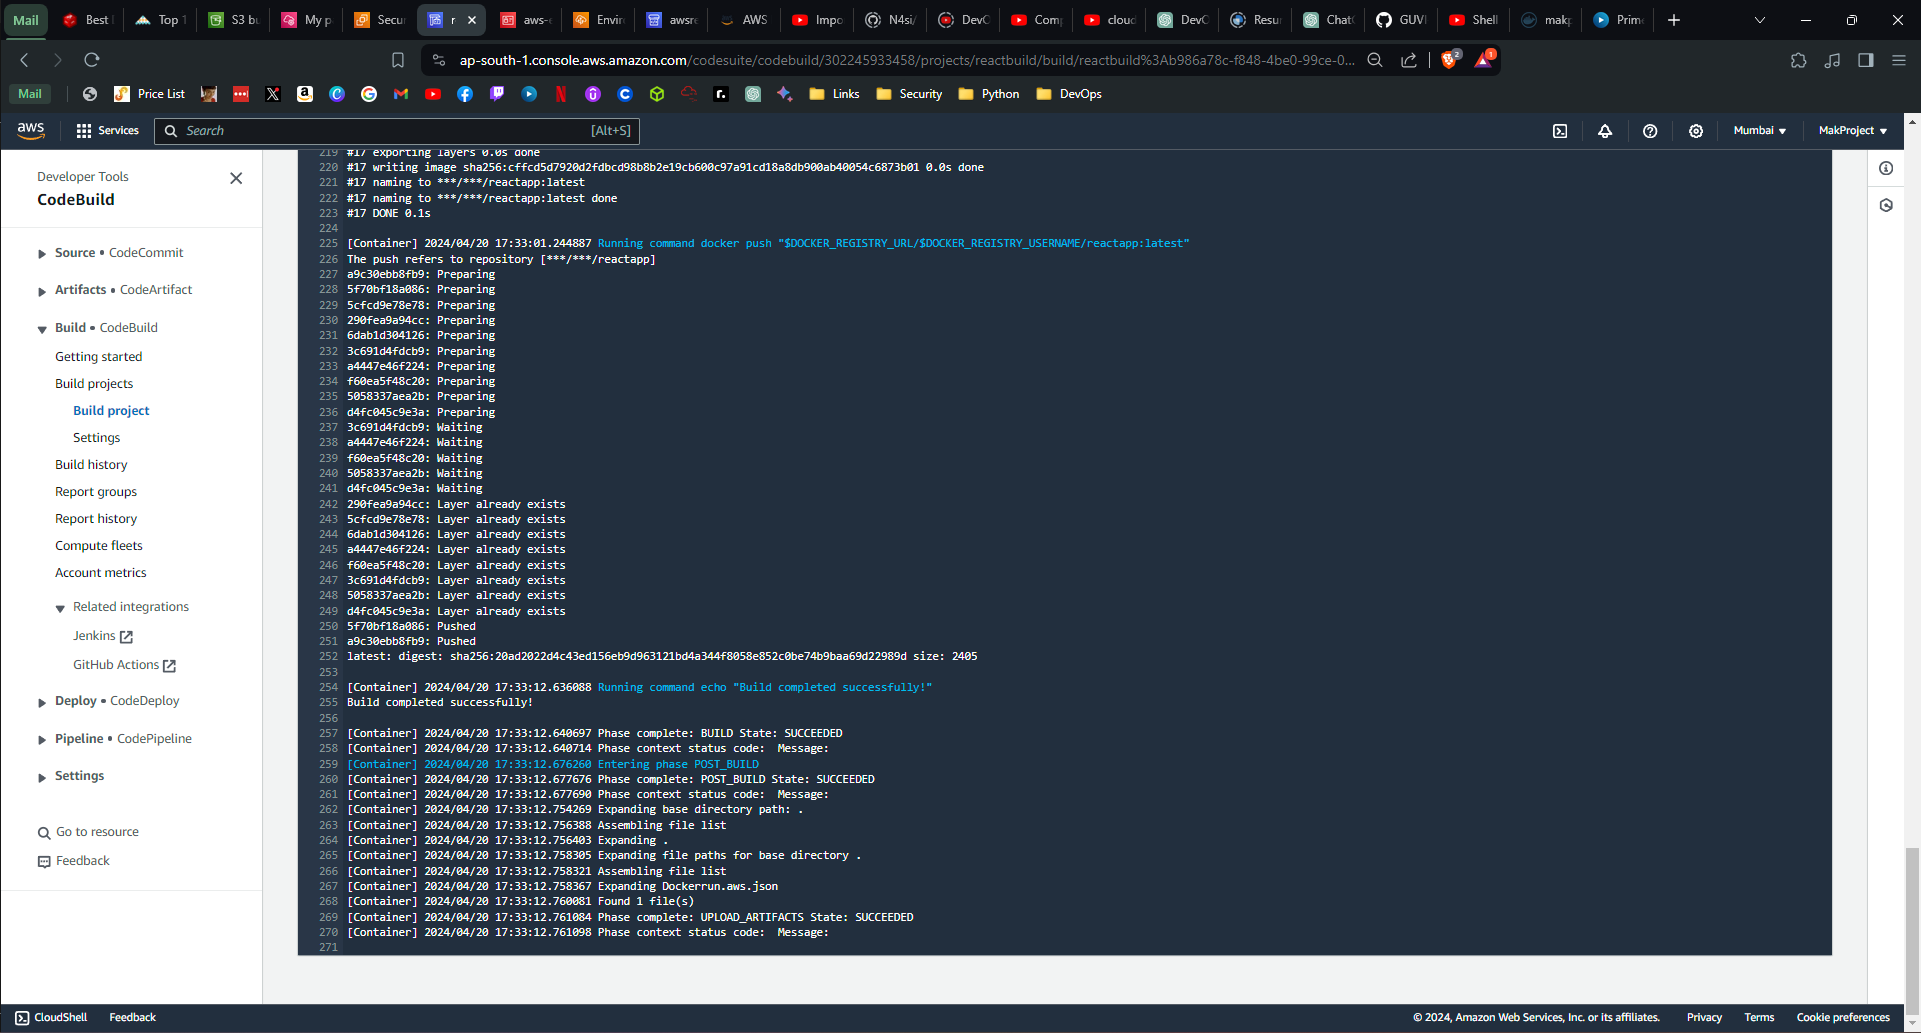 Mail
Best
Top 1
S3 bu
My p
Secur
r
aws-e
Enviro
awsre
AWS
Impo
N4si/
DevO
Comp
cloud
DevO
Resu
Chat
GUVI
Shell
mak
Prime
ap-south-1.console.aws.amazon.com/codesuite/codebuild/302245933458/projects/reactbuild/build/reactbuild%3Ab986a78c-f848-4be0-99ce-0...
2
1
Mail
Price List
Links
Security
Python
DevOps
aws
Services
Search
[Alt+S]
Mumbai
MakProject
Developer Tools
CodeBuild
Source • CodeCommit
Artifacts • CodeArtifact
Build • CodeBuild
Getting started
Build projects
Build project
Settings
Build history
Report groups
Report history
Compute fleets
Account metrics
Related integrations
Jenkins
GitHub Actions
Deploy • CodeDeploy
Pipeline • CodePipeline
Settings
Go to resource
Feedback
219 #17 exporting layers 0.0s done
220 #17 writing image sha256:cffcd5d7920d2fdbcd98b8b2e19cb600c97a91cd18a8db900ab40054c6873b01 0.0s done
221 #17 naming to ***/***/reactapp:latest
222 #17 naming to ***/***/reactapp:latest done
223 #17 DONE 0.1s
224
225 [Container] 2024/04/20 17:33:01.244887 Running command docker push "$DOCKER_REGISTRY_URL/$DOCKER_REGISTRY_USERNAME/reactapp:latest"
226 The push refers to repository [***/***/reactapp]
227 a9c30ebb8fb9: Preparing
228 5f70bf18a086: Preparing
229 5cfcd9e78e78: Preparing
230 290fea9a94cc: Preparing
231 6dab1d304126: Preparing
232 3c691d4fdcb9: Preparing
233 a4447e46f224: Preparing
234 f60ea5f48c20: Preparing
235 5058337aea2b: Preparing
236 d4fc045c9e3a: Preparing
237 3c691d4fdcb9: Waiting
238 a4447e46f224: Waiting
239 f60ea5f48c20: Waiting
240 5058337aea2b: Waiting
241 d4fc045c9e3a: Waiting
242 290fea9a94cc: Layer already exists
243 5cfcd9e78e78: Layer already exists
244 6dab1d304126: Layer already exists
245 a4447e46f224: Layer already exists
246 f60ea5f48c20: Layer already exists
247 3c691d4fdcb9: Layer already exists
248 5058337aea2b: Layer already exists
249 d4fc045c9e3a: Layer already exists
250 5f70bf18a086: Pushed
251 a9c30ebb8fb9: Pushed
252 latest: digest: sha256:20ad2022d4c43ed156eb9d963121bd4a344f8058e852c0be74b9baa69d22989d size: 2405
253
254 [Container] 2024/04/20 17:33:12.636088 Running command echo "Build completed successfully!"
255 Build completed successfully!
256
257 [Container] 2024/04/20 17:33:12.640697 Phase complete: BUILD State: SUCCEEDED
258 [Container] 2024/04/20 17:33:12.640714 Phase context status code:  Message:
259 [Container] 2024/04/20 17:33:12.676260 Entering phase POST_BUILD
260 [Container] 2024/04/20 17:33:12.677676 Phase complete: POST_BUILD State: SUCCEEDED
261 [Container] 2024/04/20 17:33:12.677690 Phase context status code:  Message:
262 [Container] 2024/04/20 17:33:12.754269 Expanding base directory path: .
263 [Container] 2024/04/20 17:33:12.756388 Assembling file list
264 [Container] 2024/04/20 17:33:12.756403 Expanding .
265 [Container] 2024/04/20 17:33:12.758305 Expanding file paths for base directory .
266 [Container] 2024/04/20 17:33:12.758321 Assembling file list
267 [Container] 2024/04/20 17:33:12.758367 Expanding Dockerrun.aws.json
268 [Container] 2024/04/20 17:33:12.760081 Found 1 file(s)
269 [Container] 2024/04/20 17:33:12.761084 Phase complete: UPLOAD_ARTIFACTS State: SUCCEEDED
270 [Container] 2024/04/20 17:33:12.761098 Phase context status code:  Message:
271
CloudShell
Feedback
© 2024, Amazon Web Services, Inc. or its affiliates.
Privacy
Terms
Cookie preferences